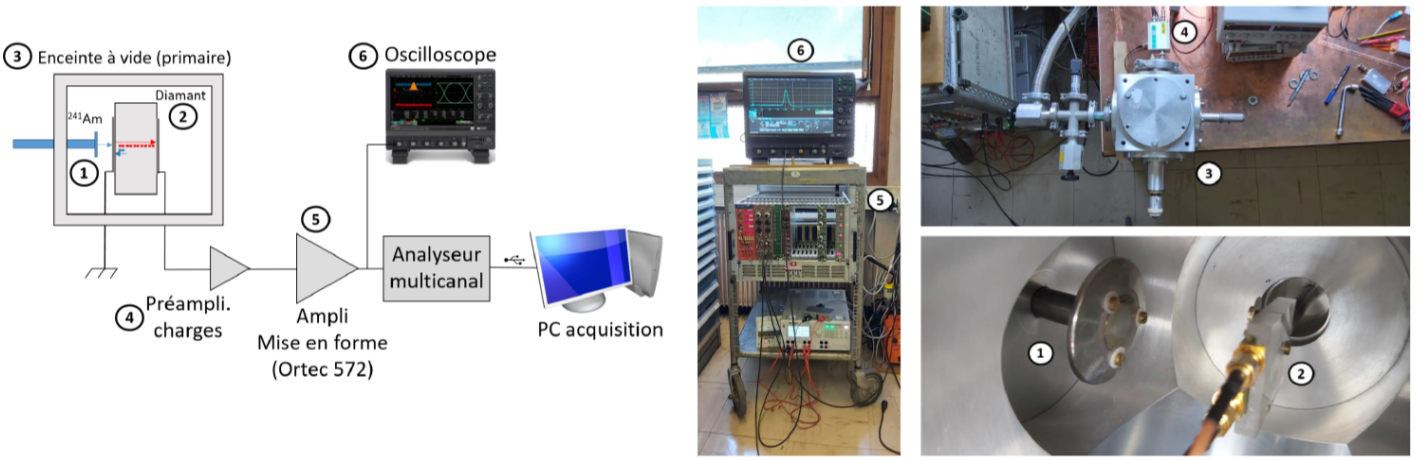 3 Enceinte à vide (primaire)
6 Oscilloscope
Diamant
2
²⁴¹Am
1
5
Analyseur
multicanal
4 Préampli.
charges
Ampli
Mise en forme
(Ortec 572)
PC acquisition
6
5
4
3
1
2